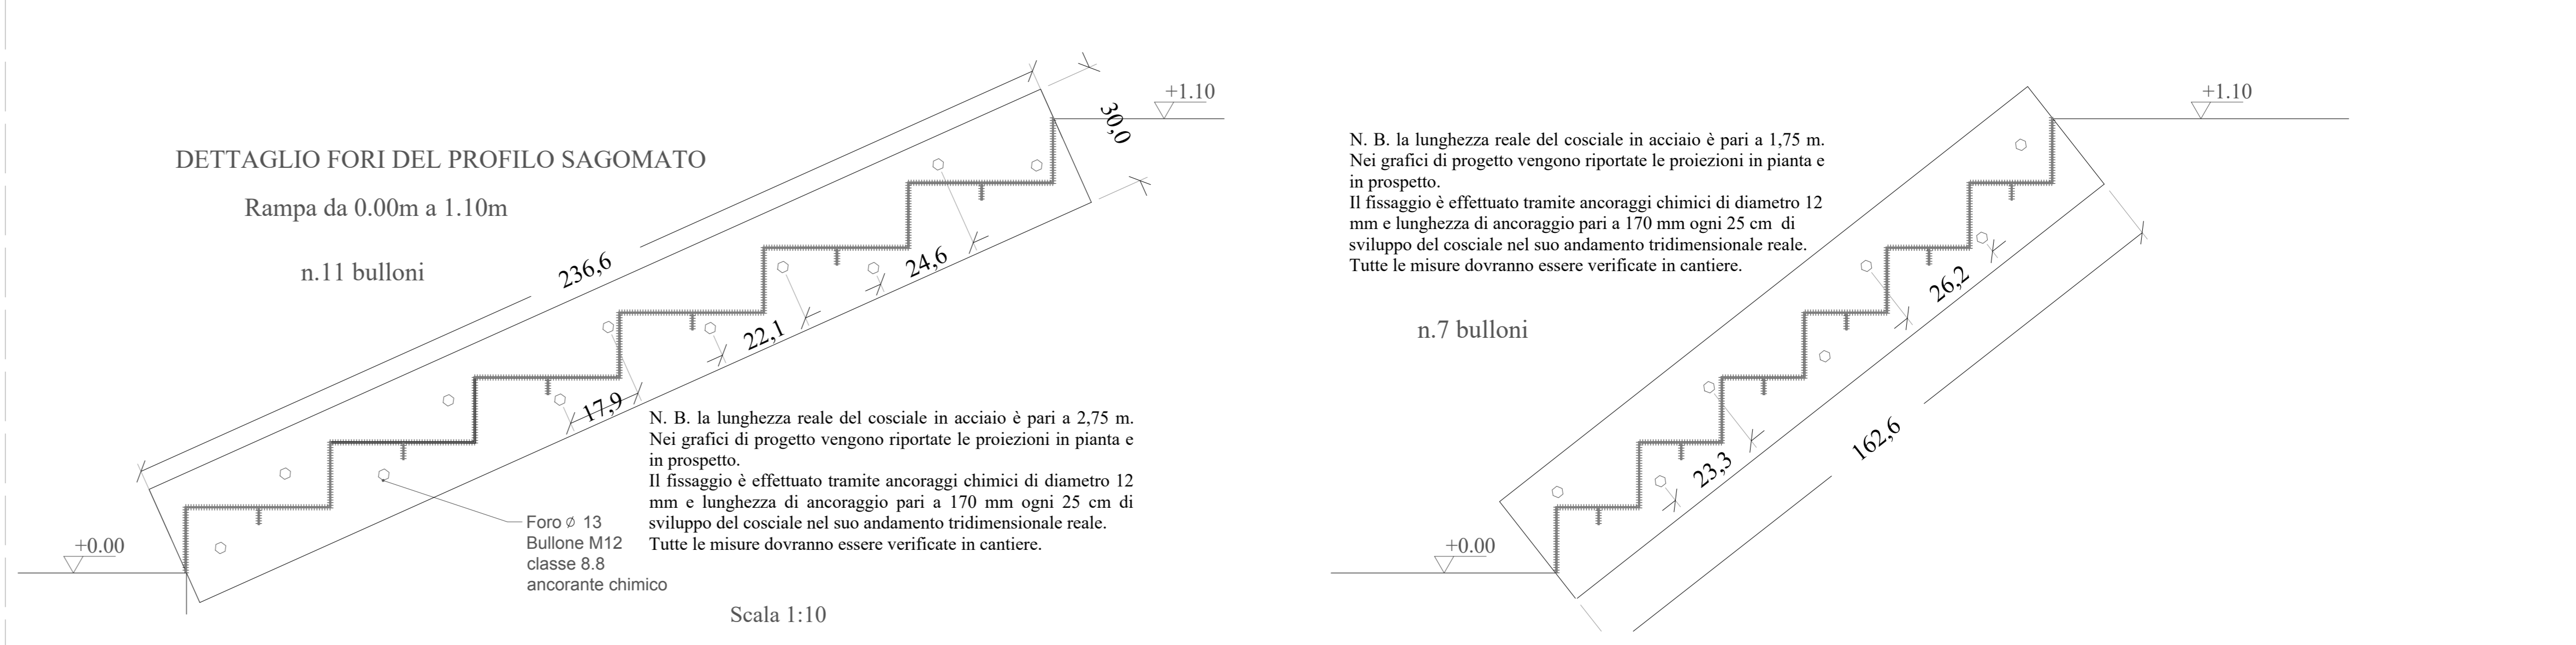 DETTAGLIO FORI DEL PROFILO SAGOMATO
Rampa da 0.00m a 1.10m
n.11 bulloni
236,6
30,0
+1.10
24,6
22,1
17,9
+0.00
Foro ⌀ 13
Bullone M12
classe 8.8
ancorante chimico
N. B. la lunghezza reale del cosciale in acciaio è pari a 2,75 m.
Nei grafici di progetto vengono riportate le proiezioni in pianta e
in prospetto.
Il fissaggio è effettuato tramite ancoraggi chimici di diametro 12
mm e lunghezza di ancoraggio pari a 170 mm ogni 25 cm di
sviluppo del cosciale nel suo andamento tridimensionale reale.
Tutte le misure dovranno essere verificate in cantiere.
Scala 1:10
N. B. la lunghezza reale del cosciale in acciaio è pari a 1,75 m.
Nei grafici di progetto vengono riportate le proiezioni in pianta e
in prospetto.
Il fissaggio è effettuato tramite ancoraggi chimici di diametro 12
mm e lunghezza di ancoraggio pari a 170 mm ogni 25 cm di
sviluppo del cosciale nel suo andamento tridimensionale reale.
Tutte le misure dovranno essere verificate in cantiere.
n.7 bulloni
+1.10
26,2
23,3
162,6
+0.00